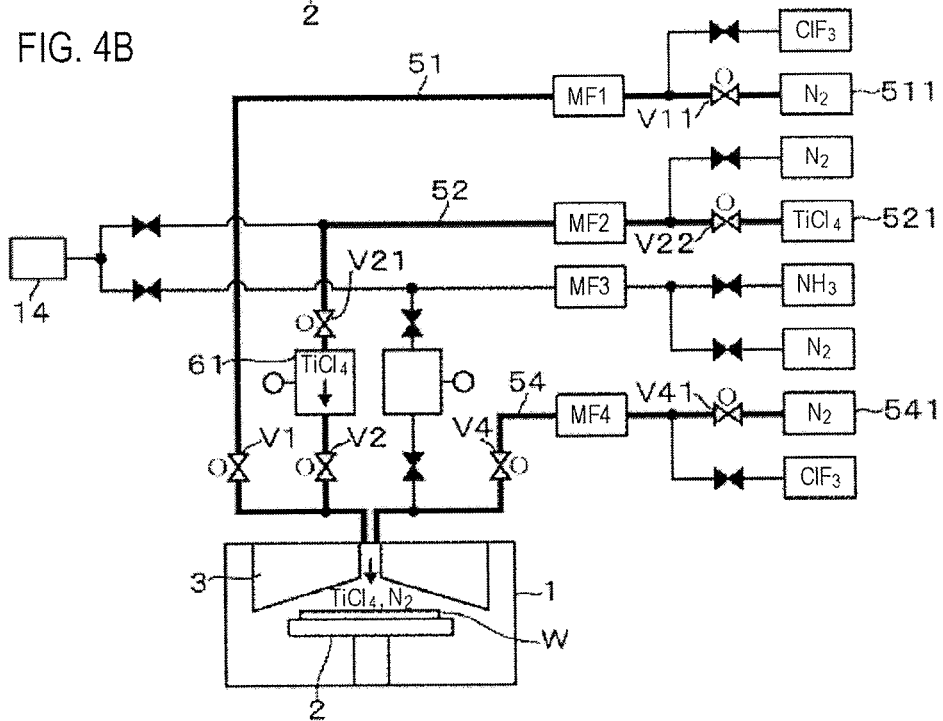 2
FIG. 4B
ClF₃
51
MF1
V11
N₂
511
N₂
52
MF2
V22
TiCl₄
521
V21
14
MF3
NH₃
N₂
61
TiCl₄
54
MF4
V41
N₂
541
V1
V2
V4
ClF₃
3
TiCl₄, N₂
1
W
2